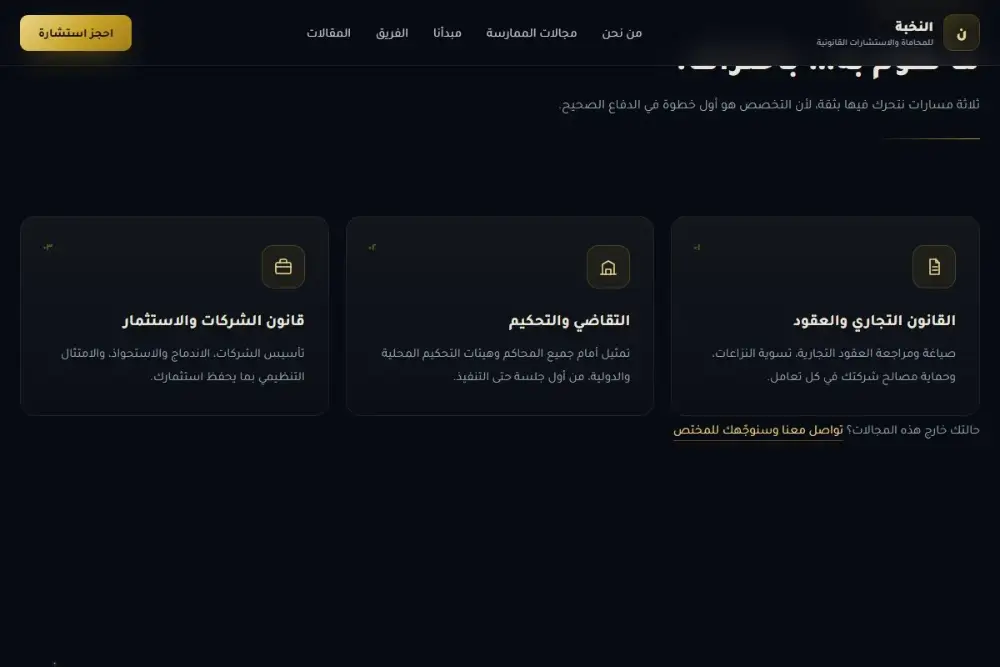 ن
النخبة
للمحاماة والاستشارات القانونية
من نحن
مجالات الممارسة
مبدأنا
الفريق
المقالات
احجز استشارة
ثلاثة مسارات نتحرك فيها بثقة، لأن التخصص هو أول خطوة في الدفاع الصحيح.
٠١
القانون التجاري والعقود
صياغة ومراجعة العقود التجارية، تسوية النزاعات،
وحماية مصالح شركتك في كل تعامل.
٠٢
التقاضي والتحكيم
تمثيل أمام جميع المحاكم وهيئات التحكيم المحلية
والدولية، من أول جلسة حتى التنفيذ.
٠٣
قانون الشركات والاستثمار
تأسيس الشركات، الاندماج والاستحواذ، والامتثال
التنظيمي بما يحفظ استثمارك.
حالتك خارج هذه المجالات؟ تواصل معنا وسنوجّهك للمختص